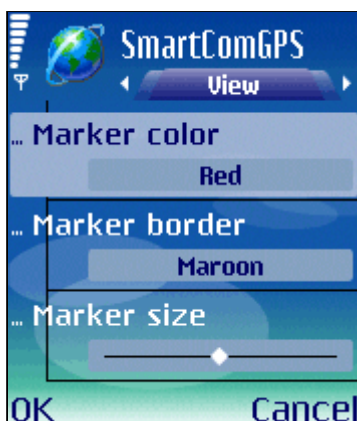 SmartComGPS
View
... Marker color
Red
... Marker border
Maroon
... Marker size
OK Cancel